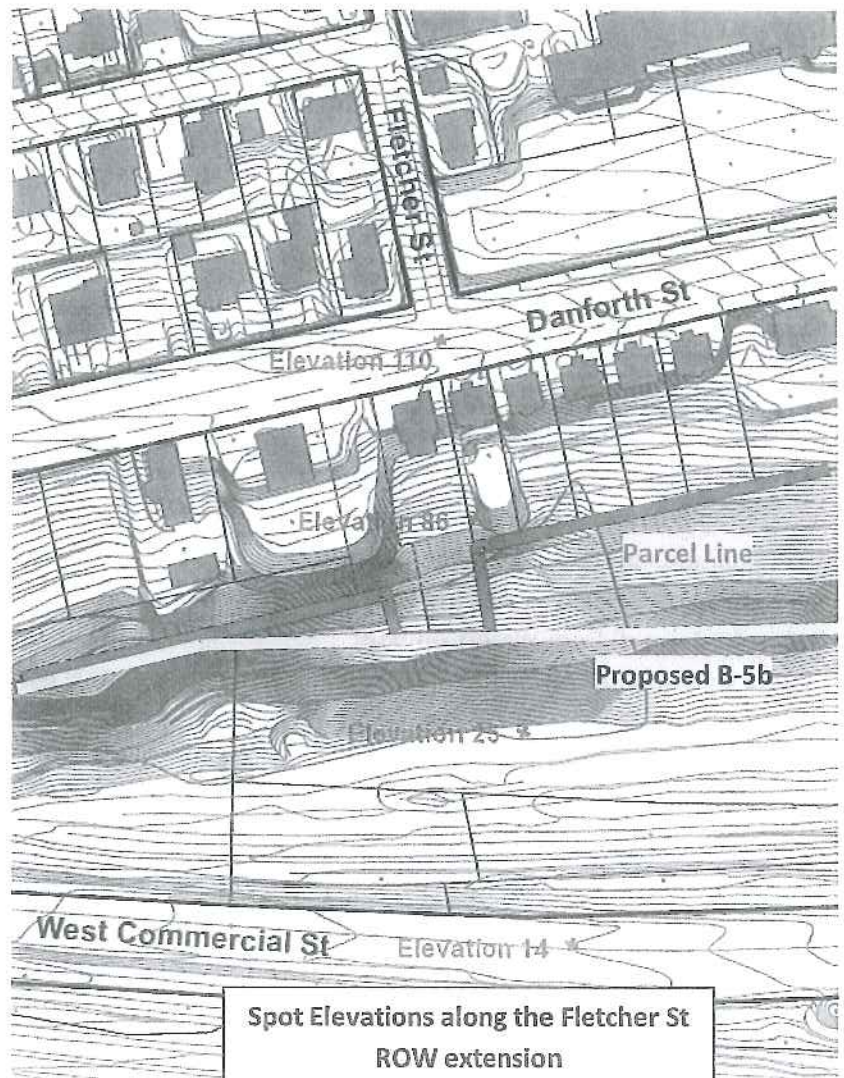 Fletcher St
Danforth St
Elevation 110
Elevation 86
Parcel Line
Proposed B-5b
Elevation 25
West Commercial St
Elevation 14
Spot Elevations along the Fletcher St
ROW extension